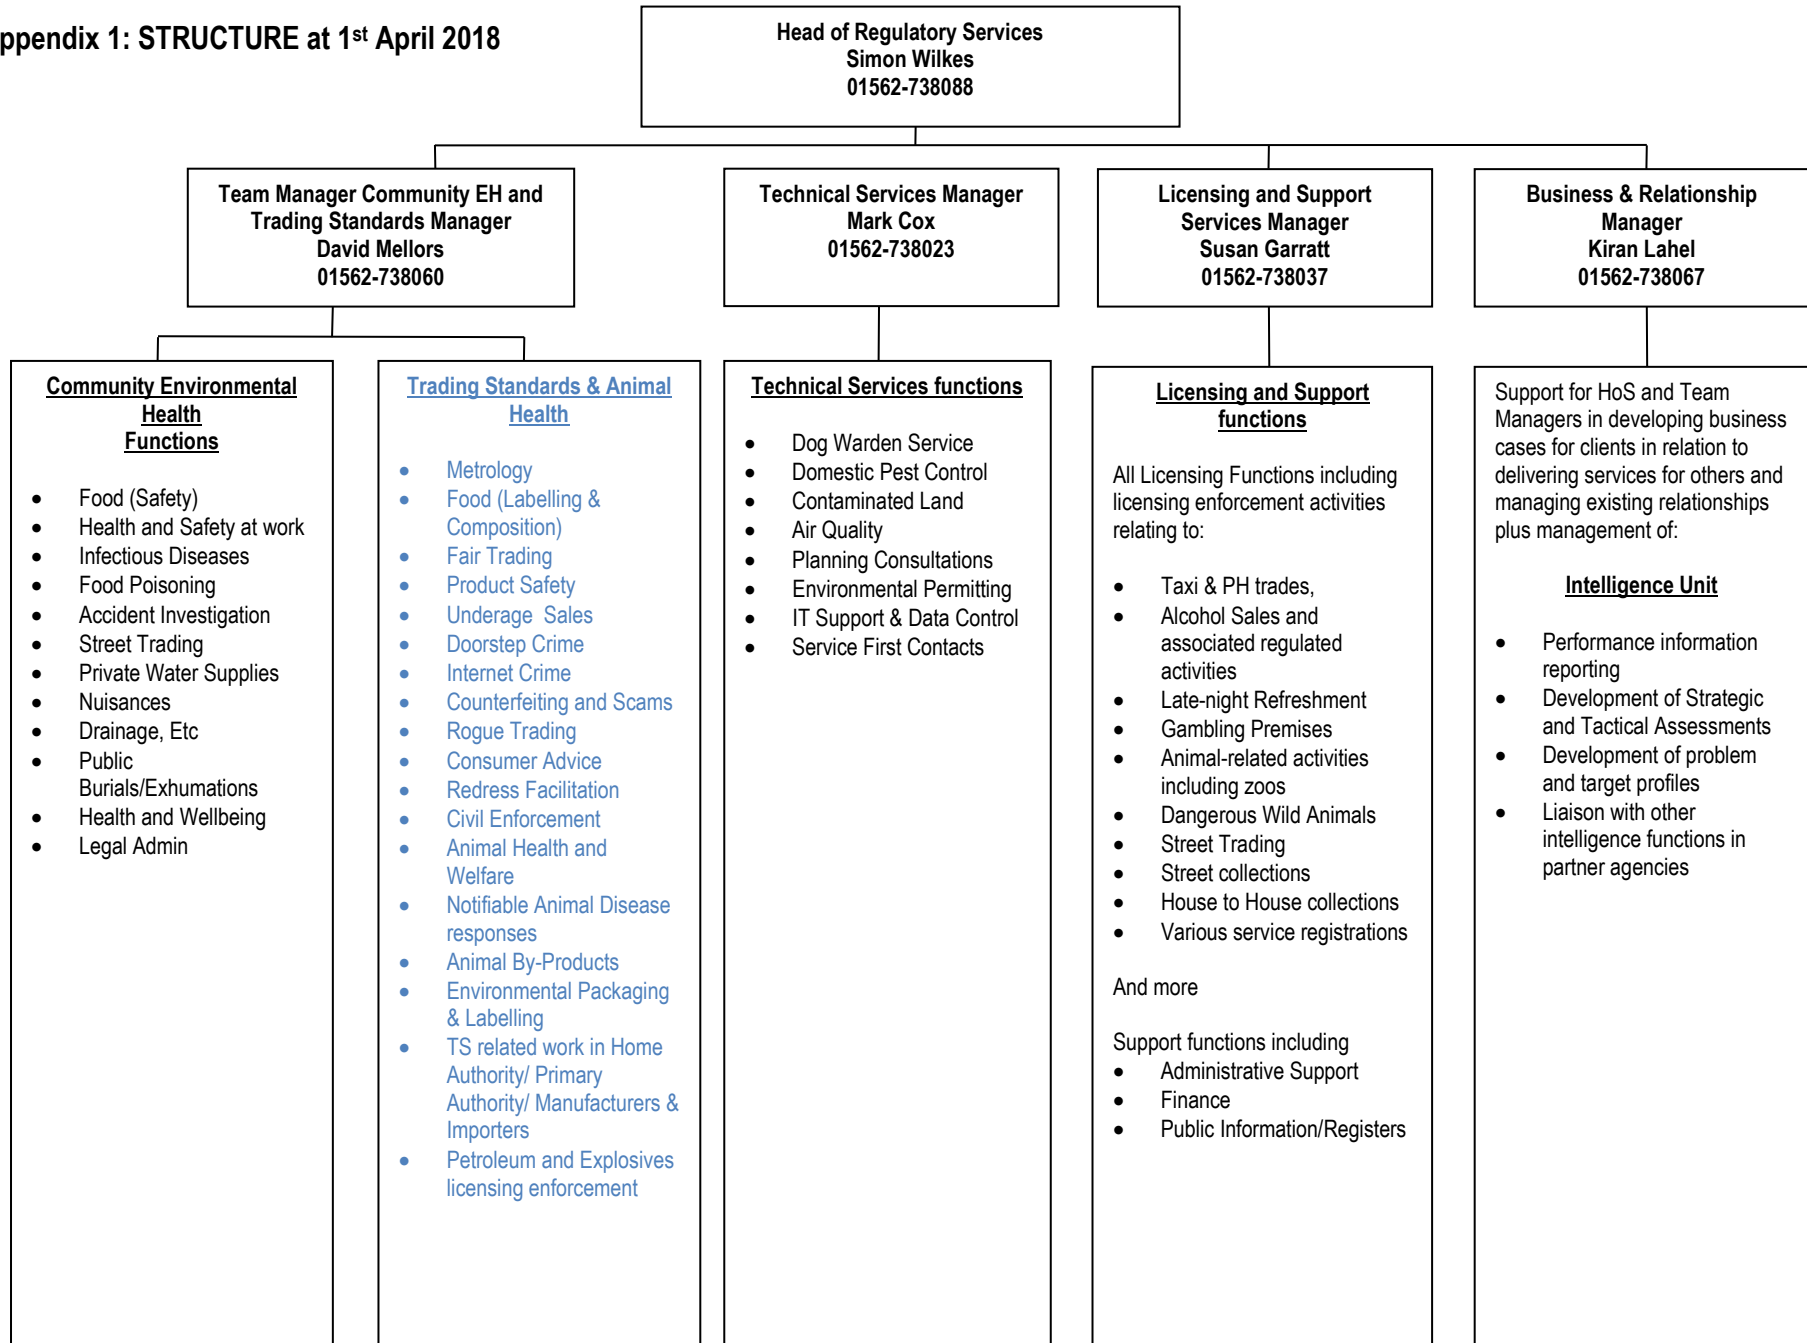 ppendix 1: STRUCTURE at 1st April 2018
Head of Regulatory Services
Simon Wilkes
01562-738088
Team Manager Community EH and
Trading Standards Manager
David Mellors
01562-738060
Technical Services Manager
Mark Cox
01562-738023
Licensing and Support
Services Manager
Susan Garratt
01562-738037
Business & Relationship
Manager
Kiran Lahel
01562-738067
Community Environmental
Health
Functions
• Food (Safety)
• Health and Safety at work
• Infectious Diseases
• Food Poisoning
• Accident Investigation
• Street Trading
• Private Water Supplies
• Nuisances
• Drainage, Etc
• Public
Burials/Exhumations
• Health and Wellbeing
• Legal Admin
Trading Standards & Animal
Health
• Metrology
• Food (Labelling &
Composition)
• Fair Trading
• Product Safety
• Underage Sales
• Doorstep Crime
• Internet Crime
• Counterfeiting and Scams
• Rogue Trading
• Consumer Advice
• Redress Facilitation
• Civil Enforcement
• Animal Health and
Welfare
• Notifiable Animal Disease
responses
• Animal By-Products
• Environmental Packaging
& Labelling
• TS related work in Home
Authority/ Primary
Authority/ Manufacturers &
Importers
• Petroleum and Explosives
licensing enforcement
Technical Services functions
• Dog Warden Service
• Domestic Pest Control
• Contaminated Land
• Air Quality
• Planning Consultations
• Environmental Permitting
• IT Support & Data Control
• Service First Contacts
Licensing and Support
functions
All Licensing Functions including
licensing enforcement activities
relating to:
• Taxi & PH trades,
• Alcohol Sales and
associated regulated
activities
• Late-night Refreshment
• Gambling Premises
• Animal-related activities
including zoos
• Dangerous Wild Animals
• Street Trading
• Street collections
• House to House collections
• Various service registrations
And more
Support functions including
• Administrative Support
• Finance
• Public Information/Registers
Support for HoS and Team
Managers in developing business
cases for clients in relation to
delivering services for others and
managing existing relationships
plus management of:
Intelligence Unit
• Performance information
reporting
• Development of Strategic
and Tactical Assessments
• Development of problem
and target profiles
• Liaison with other
intelligence functions in
partner agencies